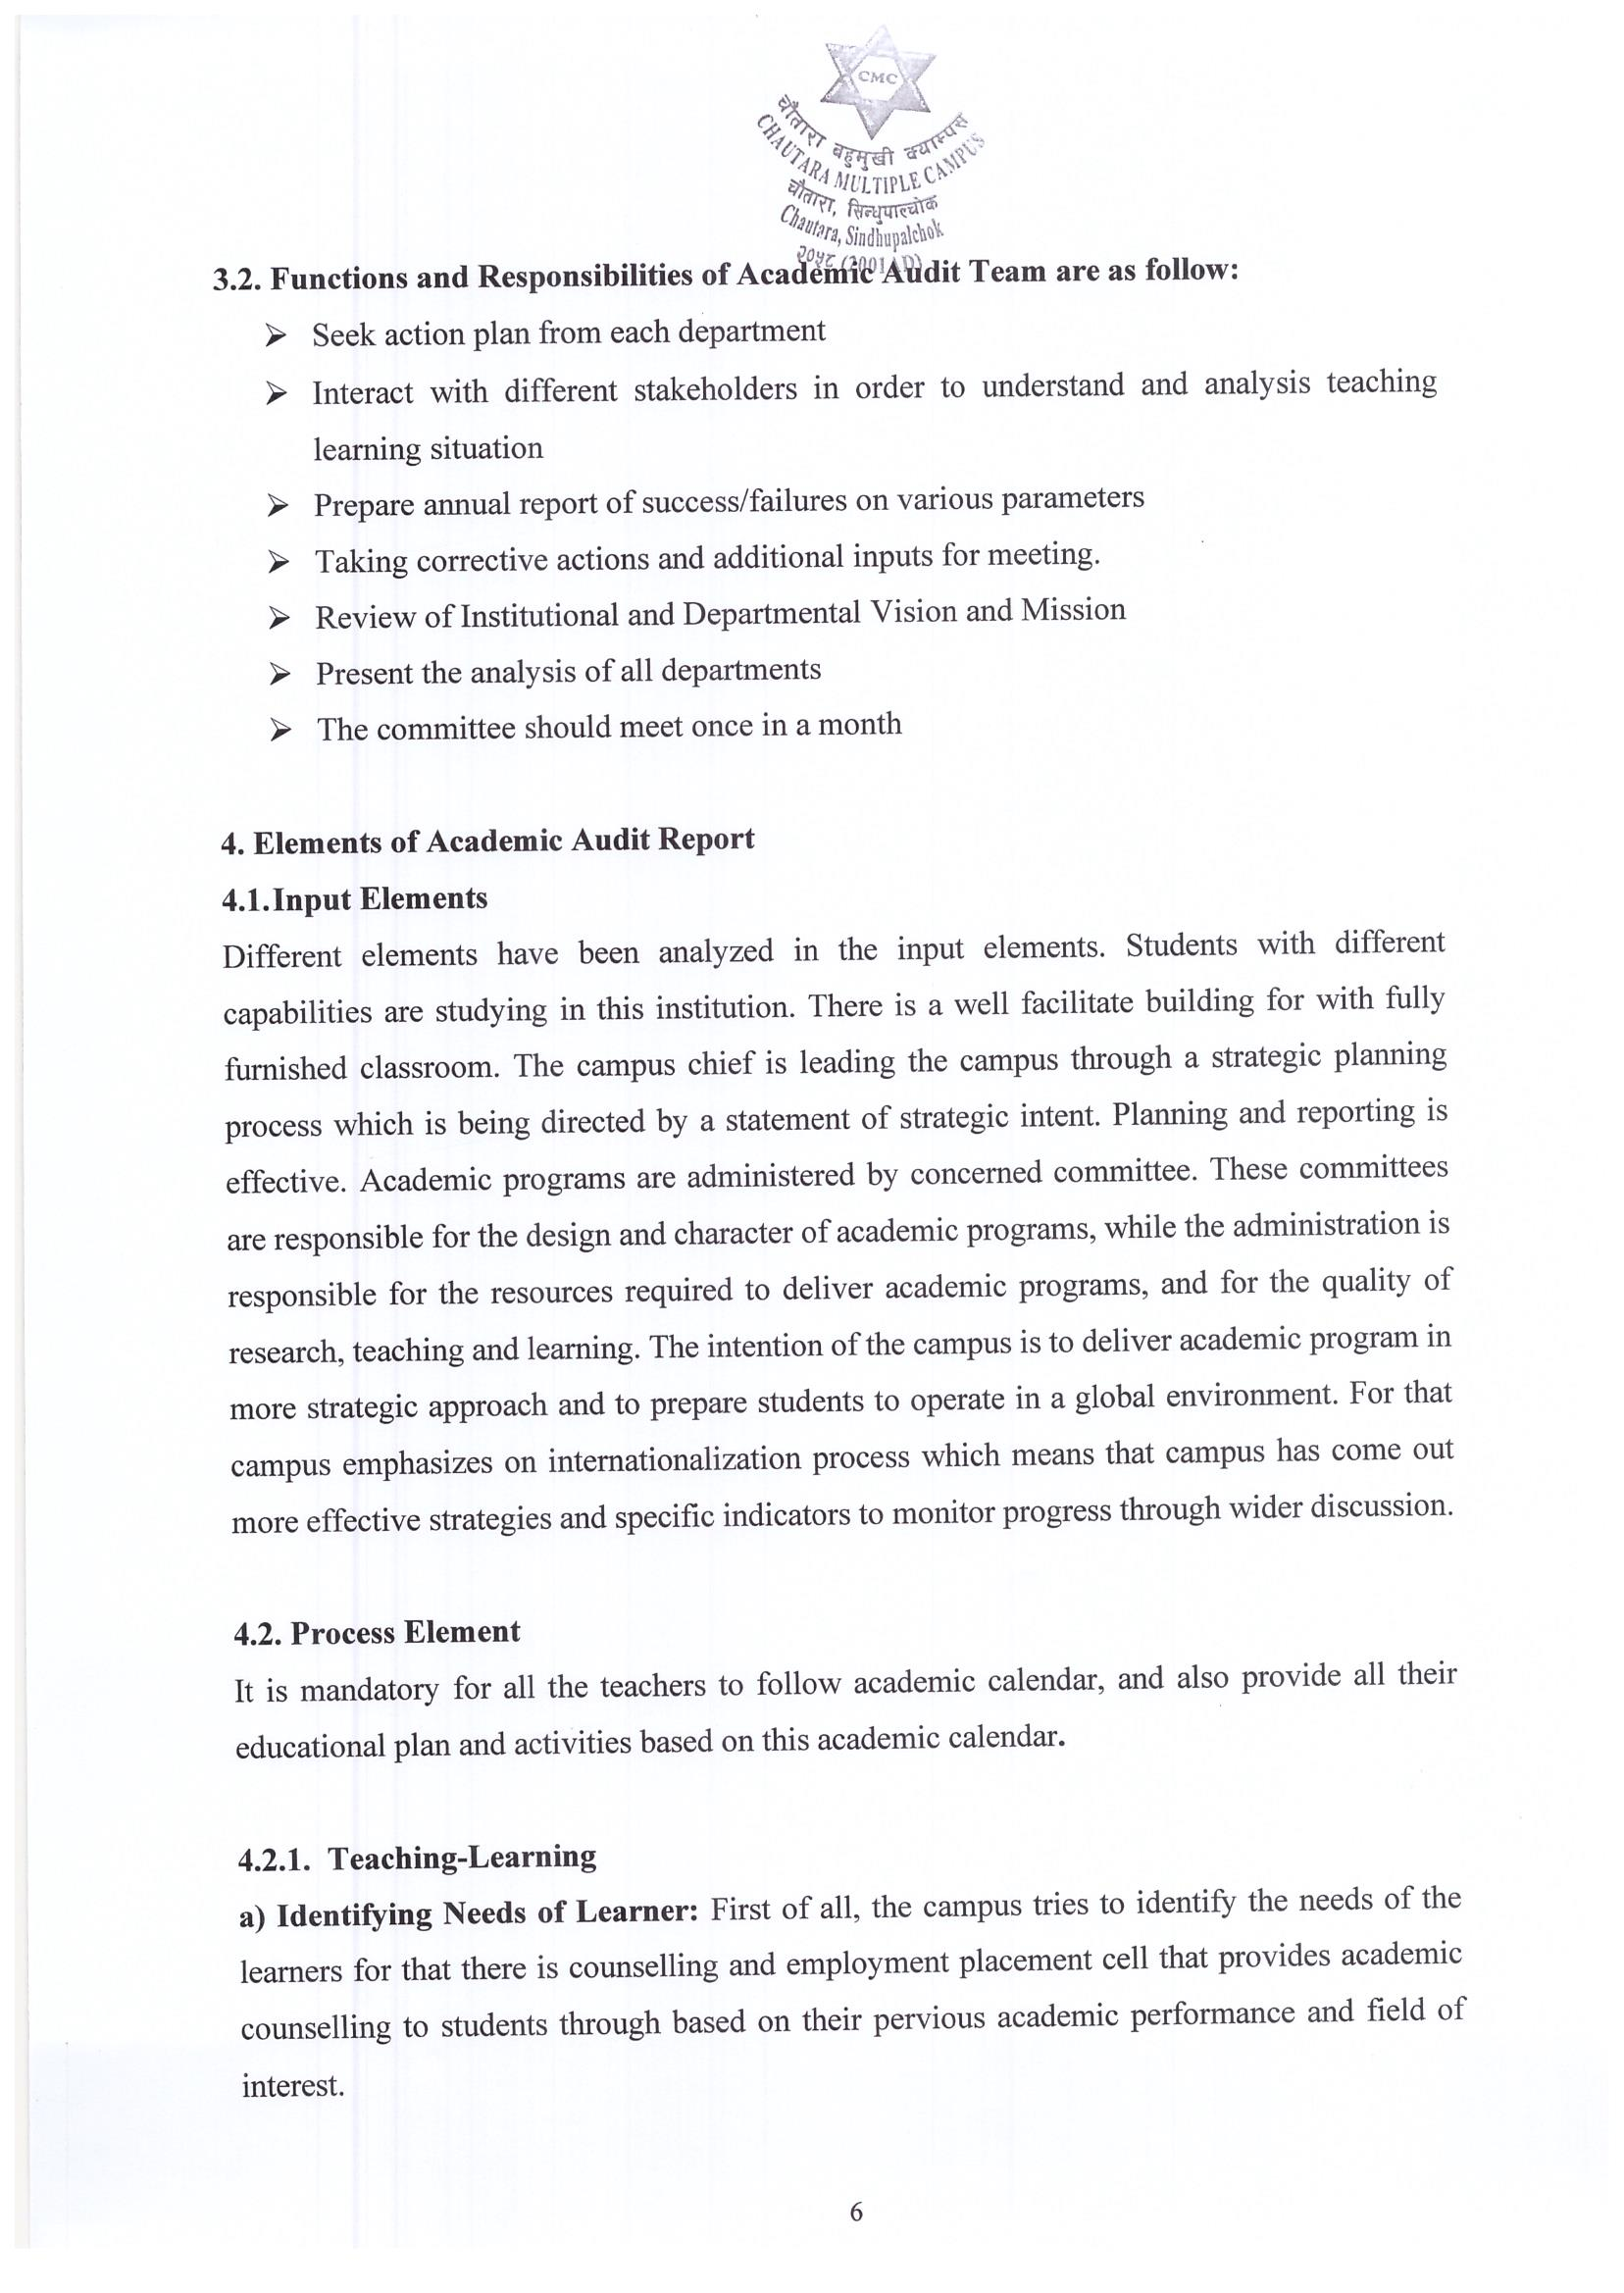 CMC
चौतारा बहुमुखी क्याम्पस
CHAUTARA MULTIPLE CAMPUS
चौतारा, सिन्धुपाल्चोक
Chautara, Sindhupalchok
२०५८ (2001 AD)
3.2. Functions and Responsibilities of Academic Audit Team are as follow:
➤ Seek action plan from each department
➤ Interact with different stakeholders in order to understand and analysis teaching
learning situation
➤ Prepare annual report of success/failures on various parameters
➤ Taking corrective actions and additional inputs for meeting.
➤ Review of Institutional and Departmental Vision and Mission
➤ Present the analysis of all departments
➤ The committee should meet once in a month
4. Elements of Academic Audit Report
4.1.Input Elements
Different elements have been analyzed in the input elements. Students with different
capabilities are studying in this institution. There is a well facilitate building for with fully
furnished classroom. The campus chief is leading the campus through a strategic planning
process which is being directed by a statement of strategic intent. Planning and reporting is
effective. Academic programs are administered by concerned committee. These committees
are responsible for the design and character of academic programs, while the administration is
responsible for the resources required to deliver academic programs, and for the quality of
research, teaching and learning. The intention of the campus is to deliver academic program in
more strategic approach and to prepare students to operate in a global environment. For that
campus emphasizes on internationalization process which means that campus has come out
more effective strategies and specific indicators to monitor progress through wider discussion.
4.2. Process Element
It is mandatory for all the teachers to follow academic calendar, and also provide all their
educational plan and activities based on this academic calendar.
4.2.1. Teaching-Learning
a) Identifying Needs of Learner: First of all, the campus tries to identify the needs of the
learners for that there is counselling and employment placement cell that provides academic
counselling to students through based on their pervious academic performance and field of
interest.
6